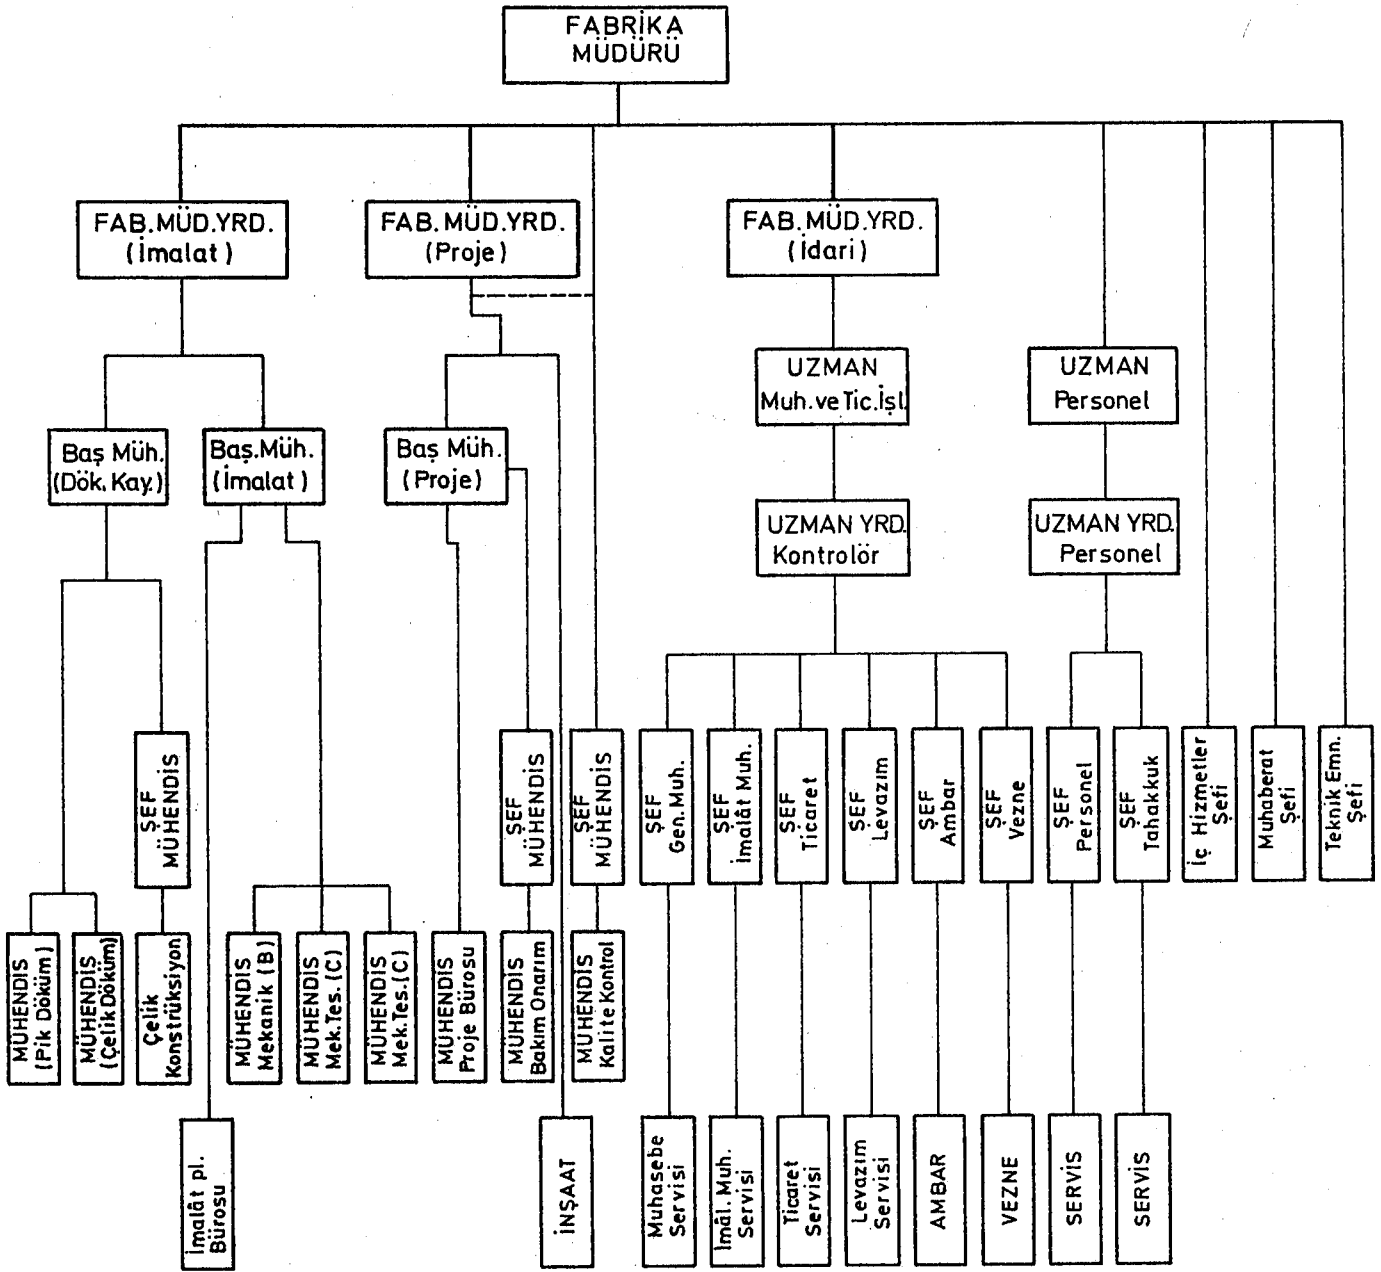 FABRİKA
MÜDÜRÜ
FAB.MÜD.YRD.
(İmalat)
FAB.MÜD.YRD.
(Proje)
FAB.MÜD.YRD.
(İdari)
UZMAN
Muh.ve Tic.İşl.
UZMAN
Personel
Baş Müh.
(Dök. Kay.)
Baş.Müh.
(İmalat)
Baş Müh.
(Proje)
UZMAN YRD.
Kontrolör
UZMAN YRD.
Personel
ŞEF
MÜHENDİS
ŞEF
MÜHENDİS
ŞEF
MÜHENDİS
ŞEF
Gen. Muh.
ŞEF
İmalât Muh.
ŞEF
Ticaret
ŞEF
Levazım
ŞEF
Ambar
ŞEF
Vezne
ŞEF
Personel
ŞEF
Tahakkuk
İç Hizmetler
Şefi
Muhaberat
Şefi
Teknik Emn.
Şefi
MÜHENDİS
(Pik Döküm)
MÜHENDİS
(Çelik Döküm)
Çelik
Konstrüksiyon
MÜHENDİS
Mekanik (B)
MÜHENDİS
Mek.Tes.(C)
MÜHENDİS
Mek.Tes.(C)
MÜHENDİS
Proje Bürosu
MÜHENDİS
Bakım Onarım
MÜHENDİS
Kalite Kontrol
İmalât pl.
Bürosu
İNŞAAT
Muhasebe
Servisi
İmâl. Muh.
Servisi
Ticaret
Servisi
Levazım
Servisi
AMBAR
VEZNE
SERVİS
SERVİS